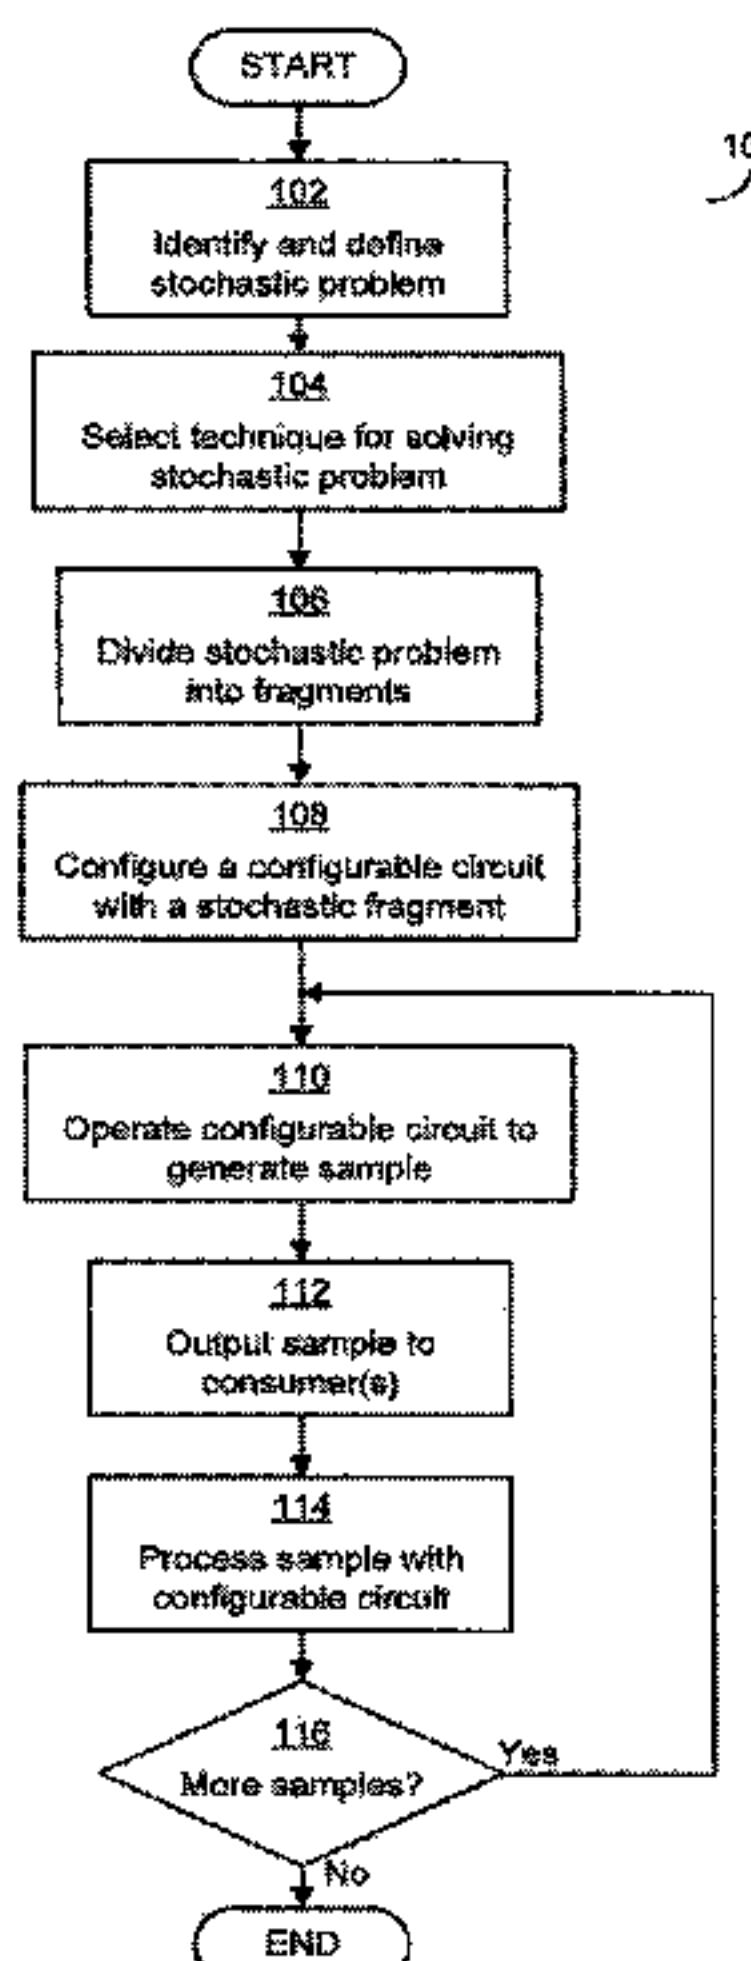 START
102
Identify and define
stochastic problem
104
Select technique for solving
stochastic problem
106
Divide stochastic problem
into fragments
108
Configure a configurable circuit
with a stochastic fragment
110
Operate configurable circuit to
generate sample
112
Output sample to
consumer(s)
114
Process sample with
configurable circuit
116
More samples?
Yes
No
END